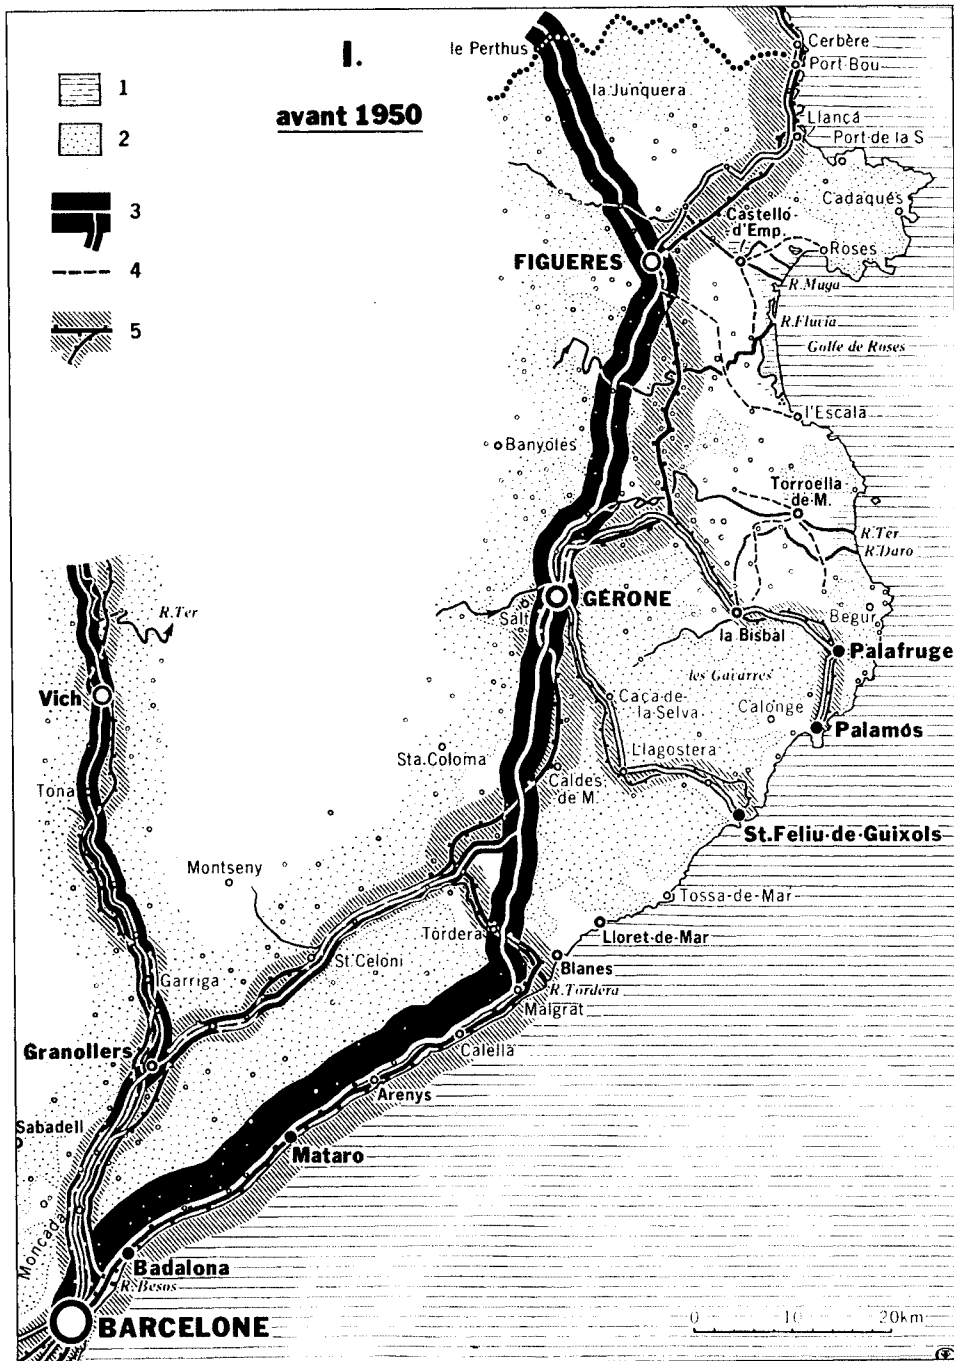 I.
avant 1950
1
2
3
4
5
le Perthus
la Junquera
Cerbère
Port Bou
Llançá
Port de la S
Cadaqués
Castello
d'Emp.
Roses
FIGUERES
R. Muga
R. Fluvia
Golfe de Roses
l'Escala
Banyoles
Torroella
de M.
R. Ter
R. Daro
R. Ter
GÉRONE
Salt
la Bisbal
Begur
Palafruge
les Gavarres
Vich
Caça de
la Selva
Calonge
Palamós
Sta. Coloma
Llagostera
Tona
Caldes
de M.
St. Feliu-de-Guixols
Montseny
Tossa-de-Mar
Tordera
Lloret-de-Mar
St Celoni
Blanes
Garriga
R. Tordera
Malgrat
Granollers
Calella
Arenys
Sabadell
Mataro
Moncada
Badalona
R. Besos
BARCELONE
0 10 20km